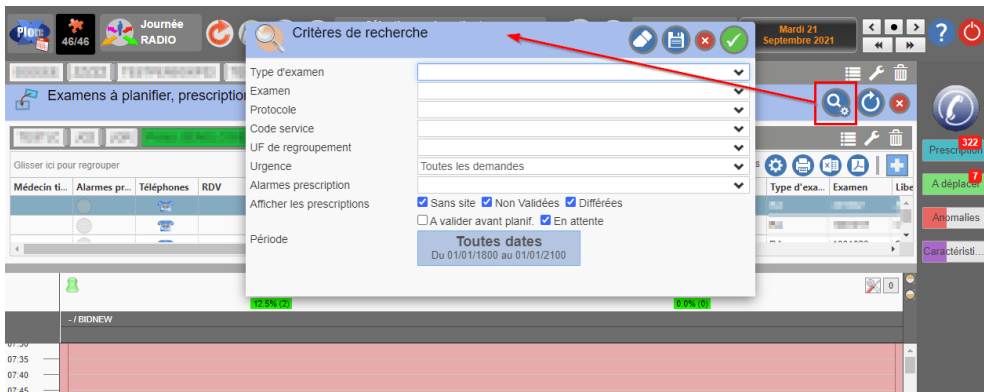 Plom
46/46
Journée
RADIO
Critères de recherche
Mardi 21
Septembre 2021
Examens à planifier, prescription
Type d'examen
Examen
Protocole
Code service
UF de regroupement
Urgence
Toutes les demandes
Alarmes prescription
Afficher les prescriptions
Sans site
Non Validées
Différées
A valider avant planif.
En attente
Période
Toutes dates
Du 01/01/1800 au 01/01/2100
Glisser ici pour regrouper
Médecin ti...
Alarmes pr...
Téléphones
RDV
Type d'exa...
Examen
Libe
322
Prescription
7
A déplacer
Anomalies
Caractéristi...
0
12.5% (2)
0.0% (0)
- / BIDNEW
07:30
07:35
07:40
07:45